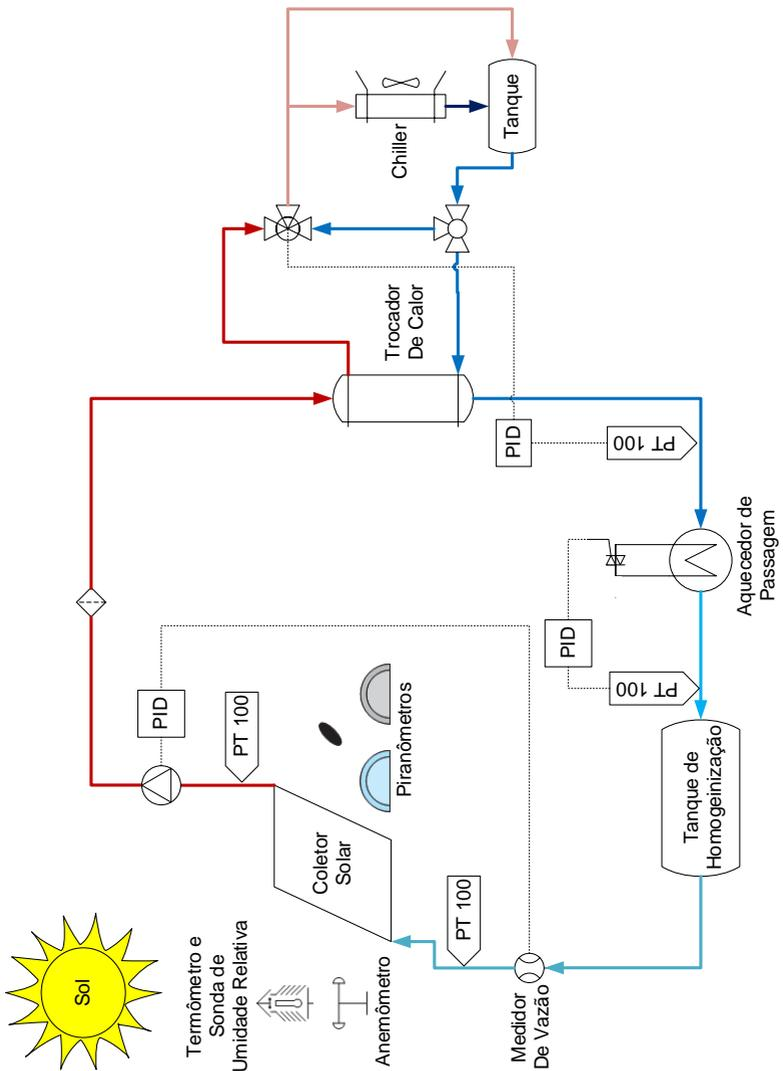 Sol
Termômetro e
Sonda de
Umidade Relativa
Anemômetro
Medidor
De Vazão
PT 100
Coletor
Solar
Piranômetros
PT 100
PID
Tanque de
Homogeinização
PT 100
PID
Aquecedor de
Passagem
PT 100
PID
Trocador
De Calor
Chiller
Tanque